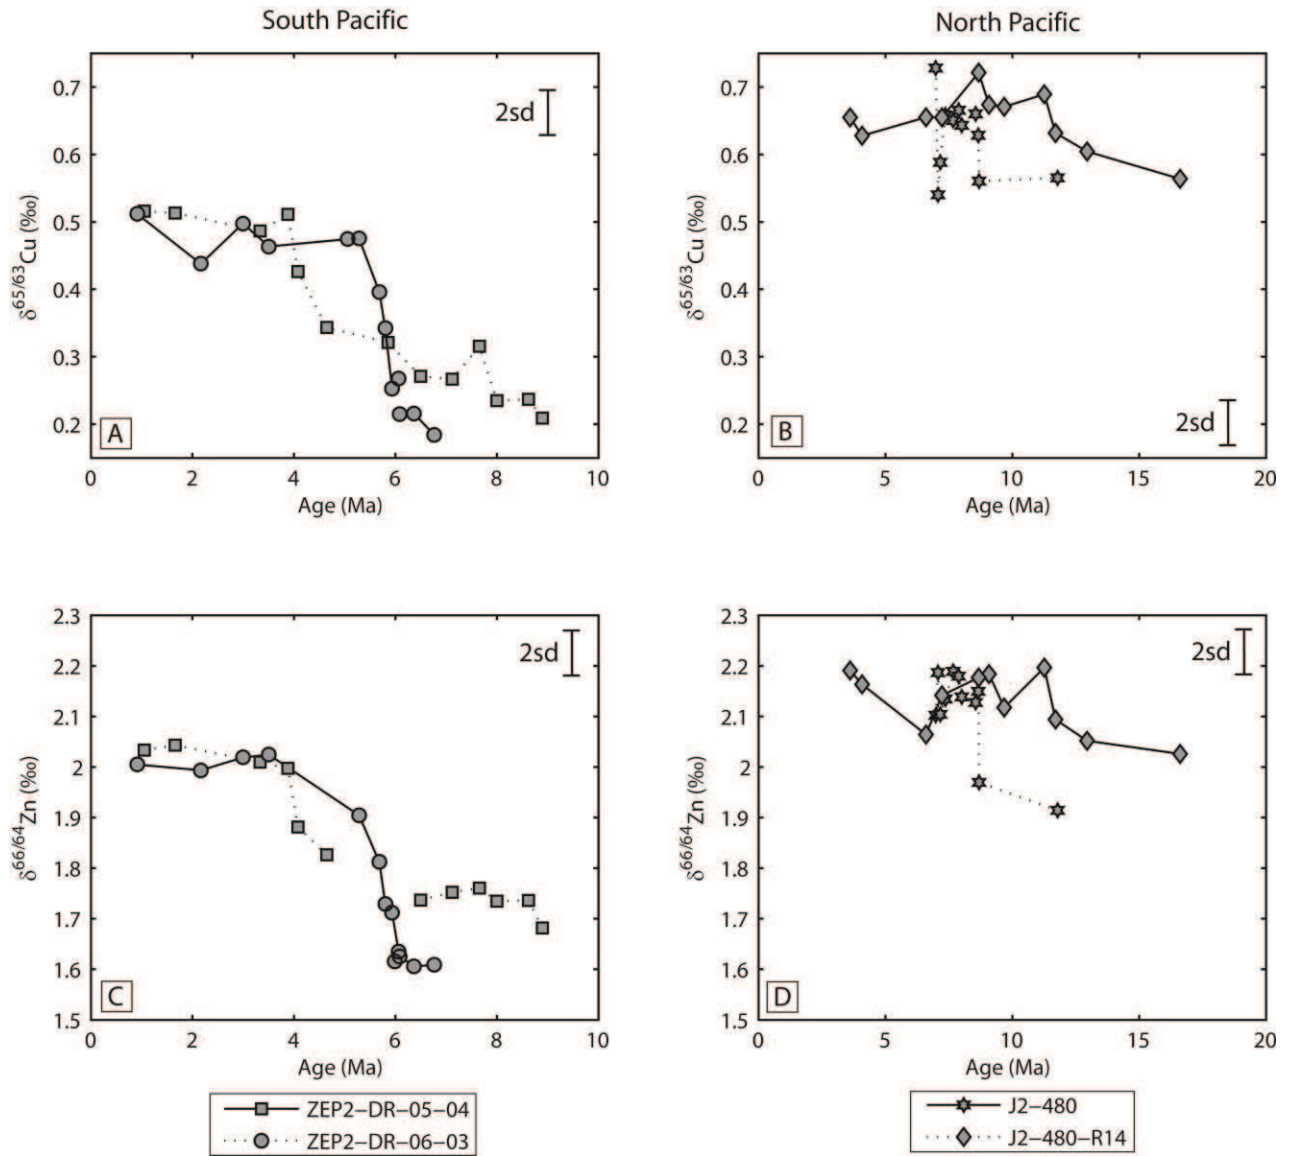 South Pacific
North Pacific
δ65/63Cu (‰)
0.7
0.6
0.5
0.4
0.3
0.2
2sd
A
0 2 4 6 8 10
Age (Ma)
δ65/63Cu (‰)
0.7
0.6
0.5
0.4
0.3
0.2
2sd
B
0 5 10 15 20
Age (Ma)
δ66/64Zn (‰)
2.3
2.2
2.1
2
1.9
1.8
1.7
1.6
1.5
2sd
C
0 2 4 6 8 10
Age (Ma)
δ66/64Zn (‰)
2.3
2.2
2.1
2
1.9
1.8
1.7
1.6
1.5
2sd
D
0 5 10 15 20
Age (Ma)
ZEP2−DR−05−04
ZEP2−DR−06−03
J2−480
J2−480−R14